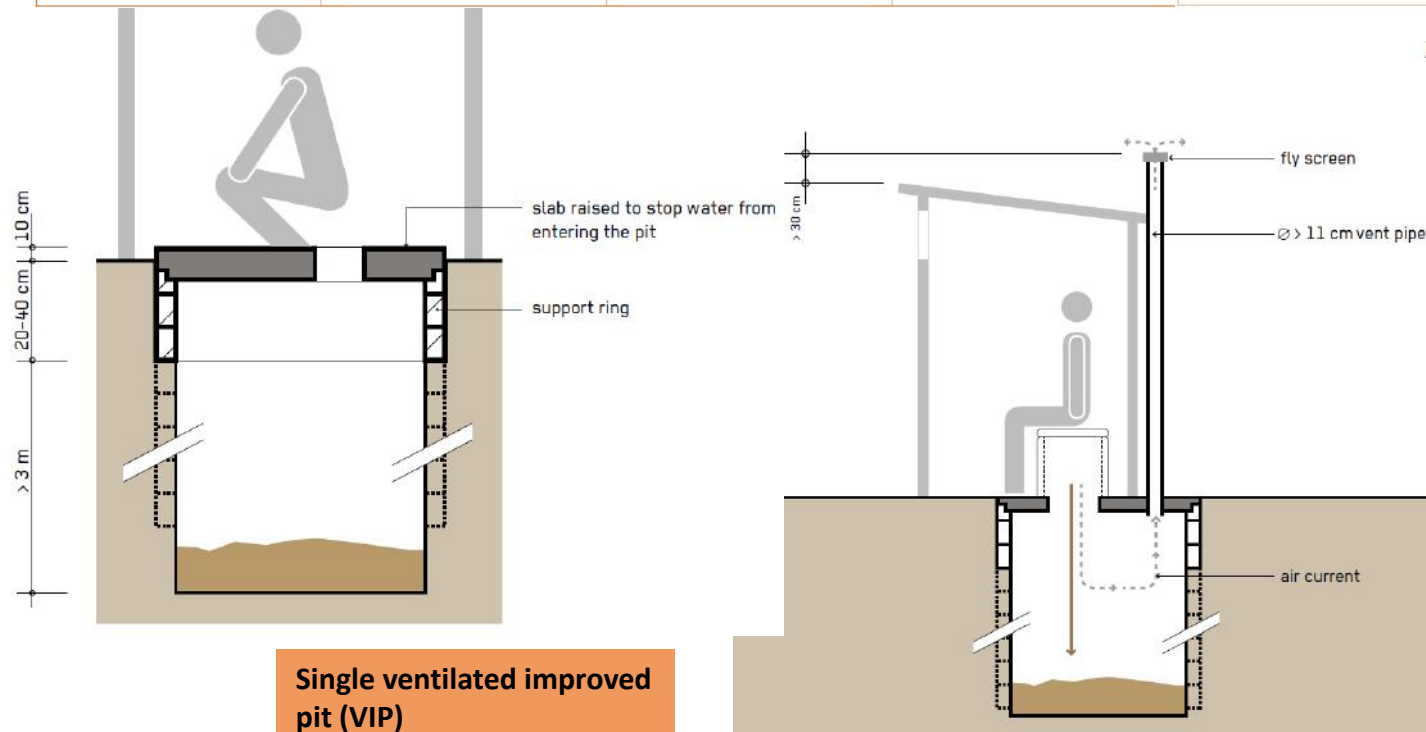 10 cm
20-40 cm
> 3 m
slab raised to stop water from
entering the pit
support ring
Single ventilated improved
pit (VIP)
> 30 cm
fly screen
∅ > 11 cm vent pipe
air current